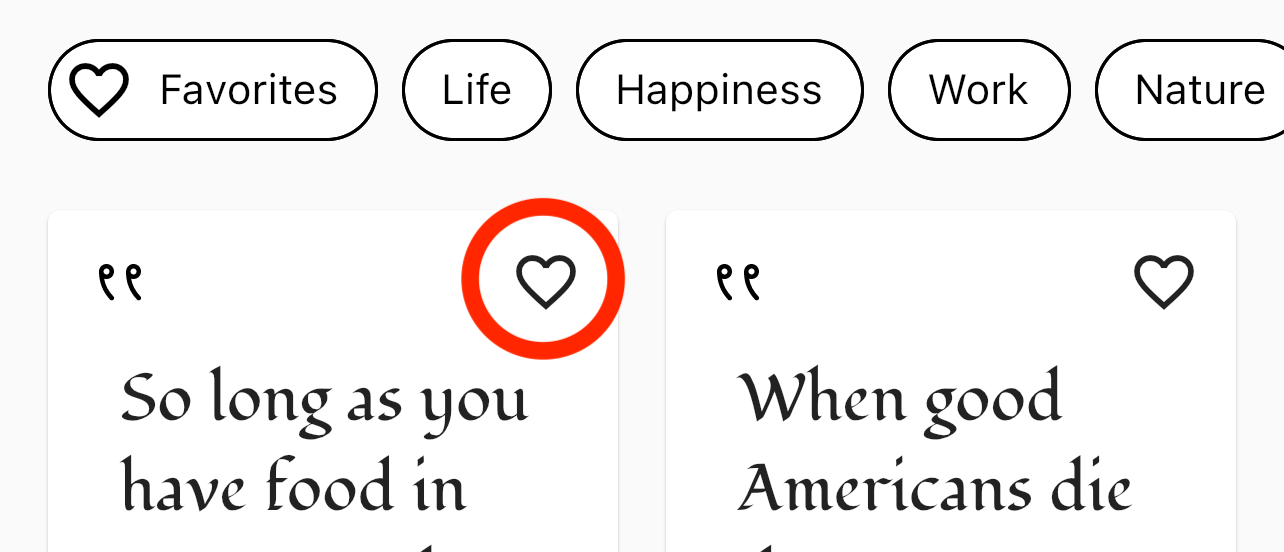 Favorites
Life
Happiness
Work
Nature
So long as you
have food in
When good
Americans die